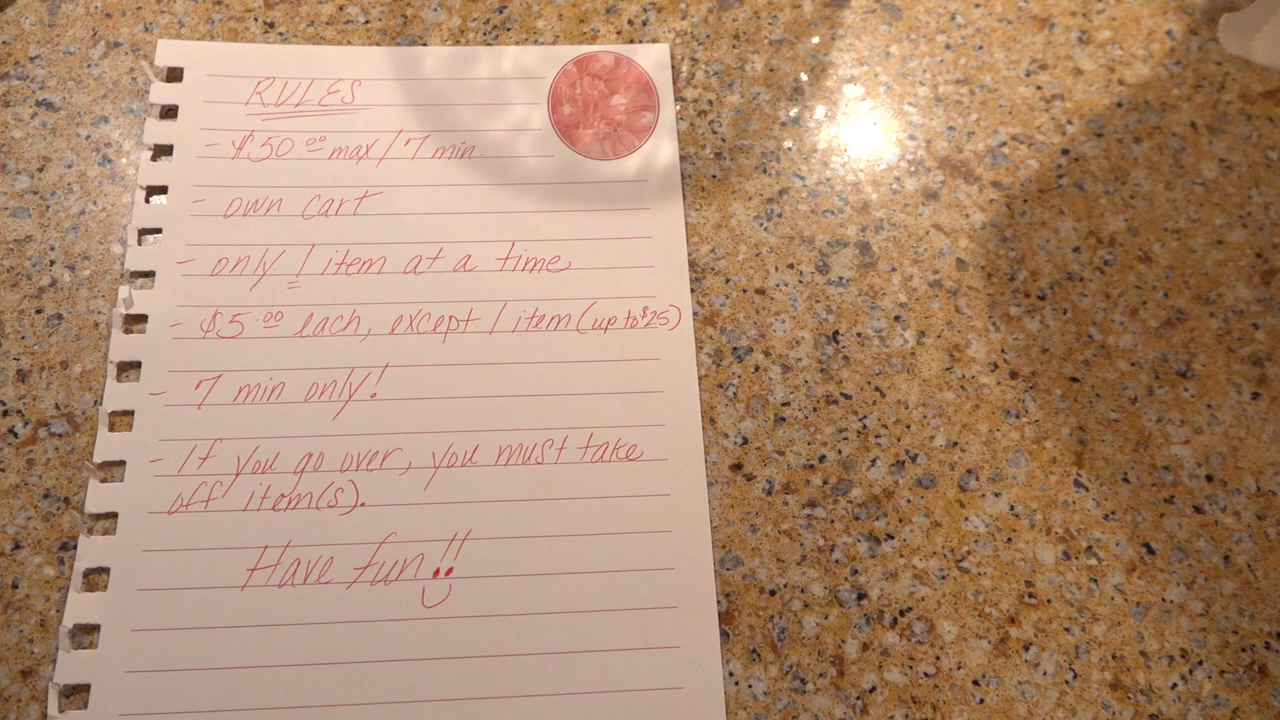 RULES
- $50.00 max/7 min.
- own cart
- only 1 item at a time
- $5.00 each, except 1 item (up to $25)
- 7 min only!
- If you go over, you must take
off item(s).
Have fun!!